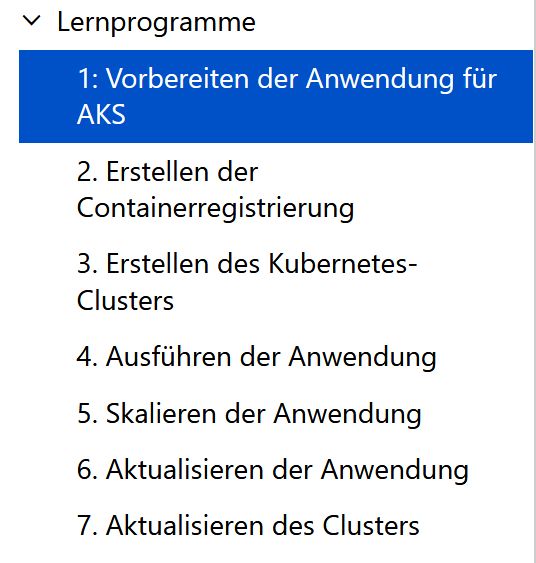 Lernprogramme
1: Vorbereiten der Anwendung für
AKS
2. Erstellen der
Containerregistrierung
3. Erstellen des Kubernetes-
Clusters
4. Ausführen der Anwendung
5. Skalieren der Anwendung
6. Aktualisieren der Anwendung
7. Aktualisieren des Clusters